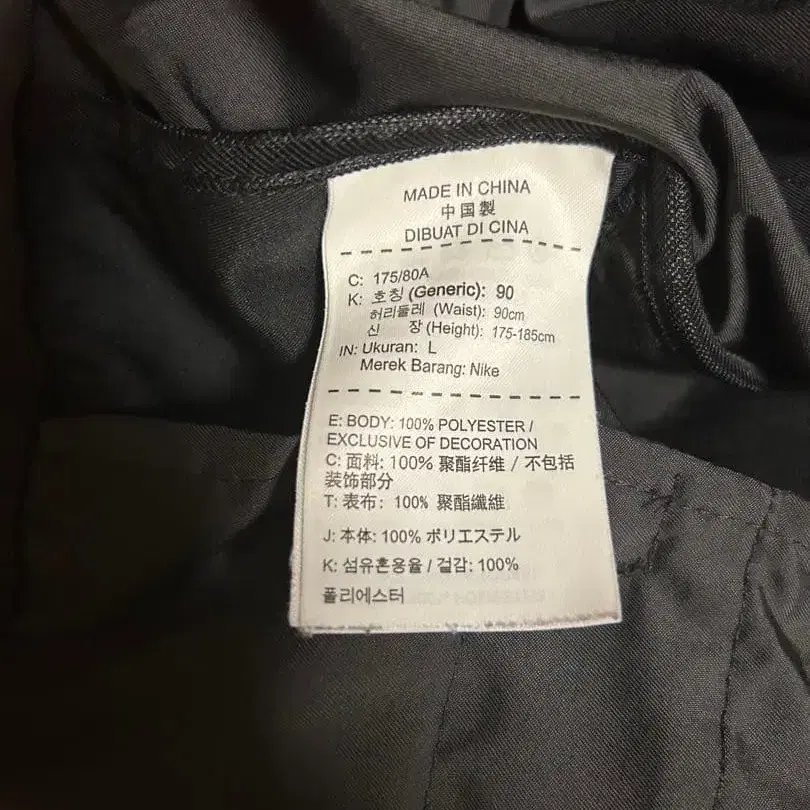 MADE IN CHINA
中国製
DIBUAT DI CINA
C: 175/80A
K: 호칭 (Generic): 90
허리둘레 (Waist): 90cm
신 장 (Height): 175-185cm
IN: Ukuran: L
Merek Barang: Nike
E: BODY: 100% POLYESTER /
EXCLUSIVE OF DECORATION
C: 面料: 100% 聚酯纤维 / 不包括
装饰部分
T: 表布: 100% 聚酯纖維
J: 本体: 100% ポリエステル
K: 섬유혼용율 / 겉감: 100%
폴리에스터